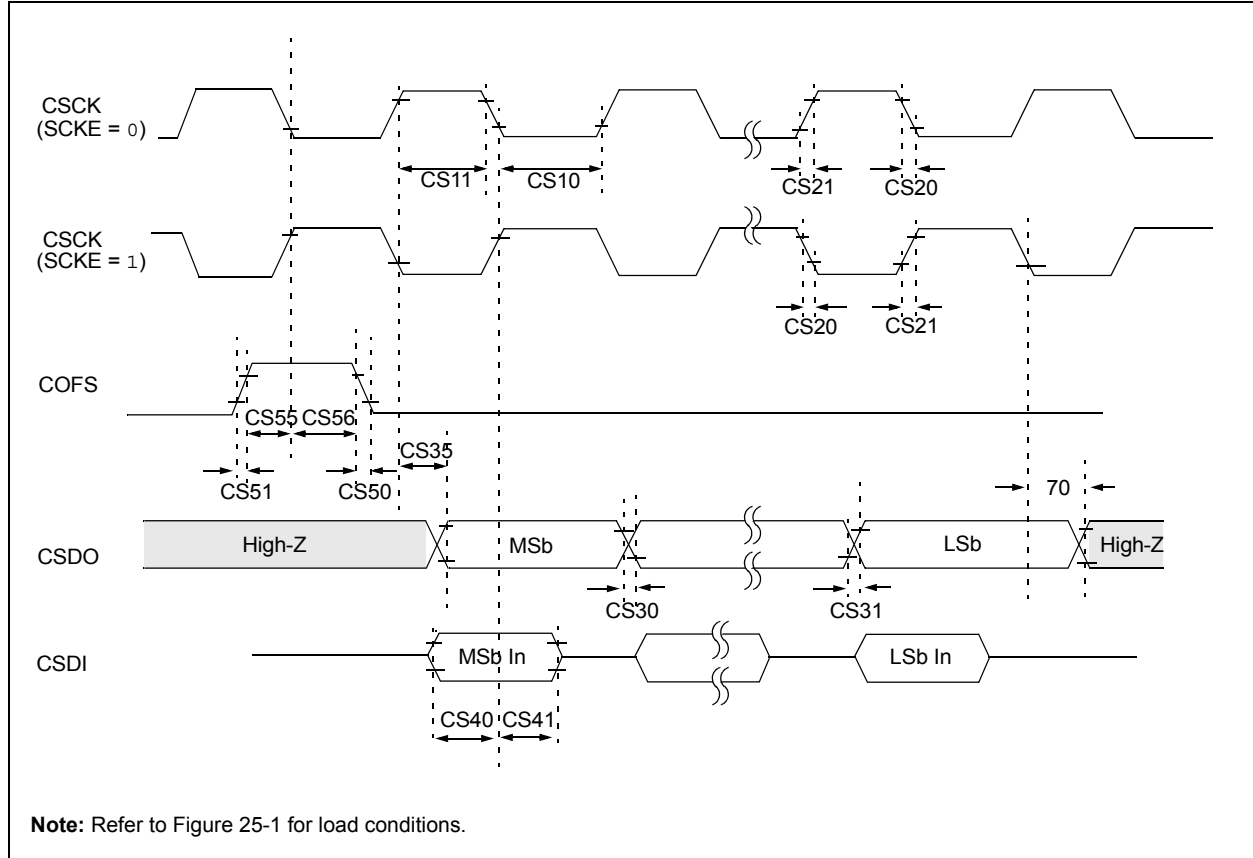 CSCK
(SCKE = 0)
CS11
CS10
CS21
CS20
CSCK
(SCKE = 1)
CS20
CS21
COFS
CS55
CS56
CS35
CS51
CS50
70
CSDO
High-Z
MSb
LSb
High-Z
CS30
CS31
CSDI
MSb In
LSb In
CS40
CS41
Note: Refer to Figure 25-1 for load conditions.